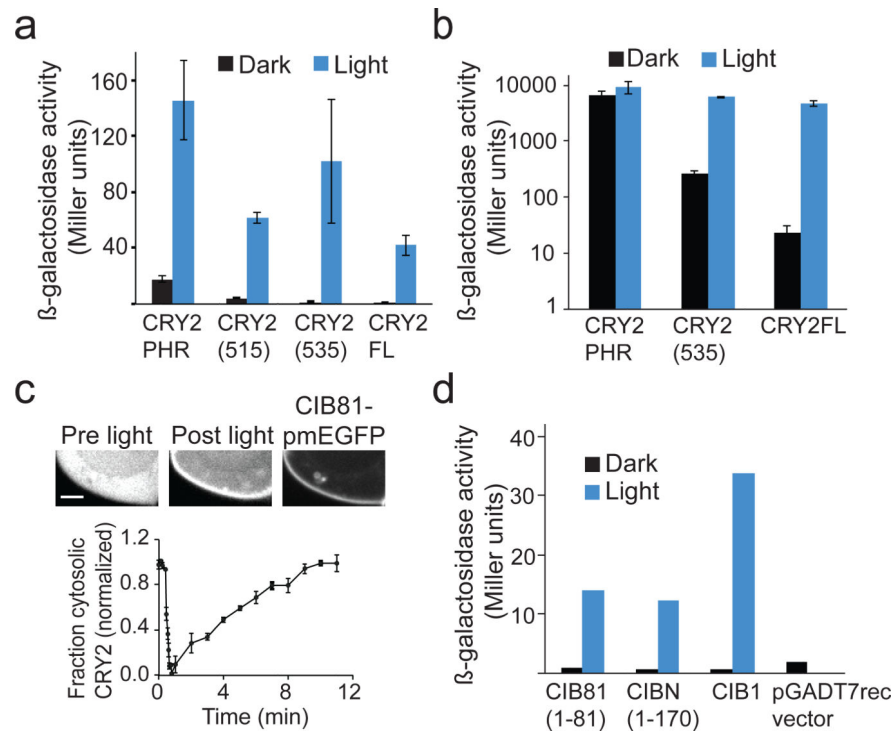 a
ß-galactosidase activity
(Miller units)
Dark Light
160
120
80
40
CRY2 CRY2 CRY2 CRY2
PHR (515) (535) FL
b
ß-galactosidase activity
(Miller units)
Dark Light
10000
1000
100
10
1
CRY2 CRY2 CRY2FL
PHR (535)
c
CIB81-
Pre light Post light pmEGFP
Fraction cytosolic
CRY2 (normalized)
1.2
0.8
0.4
0.0
0 4 8 12
Time (min)
d
ß-galactosidase activity
(Miller units)
Dark
Light
40
30
20
10
CIB81 CIBN CIB1 pGADT7rec
(1-81) (1-170) vector